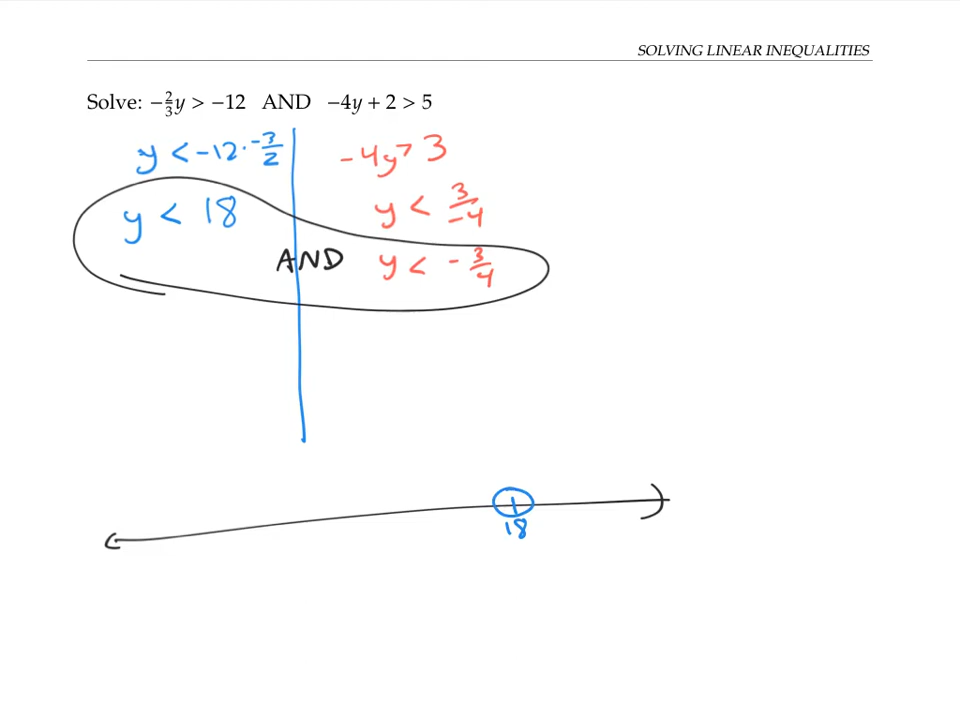 SOLVING LINEAR INEQUALITIES
Solve: −2/3y > −12 AND −4y + 2 > 5
y < -12 · -3/2
y < 18
-4y > 3
y < 3/-4
AND y < -3/4
18